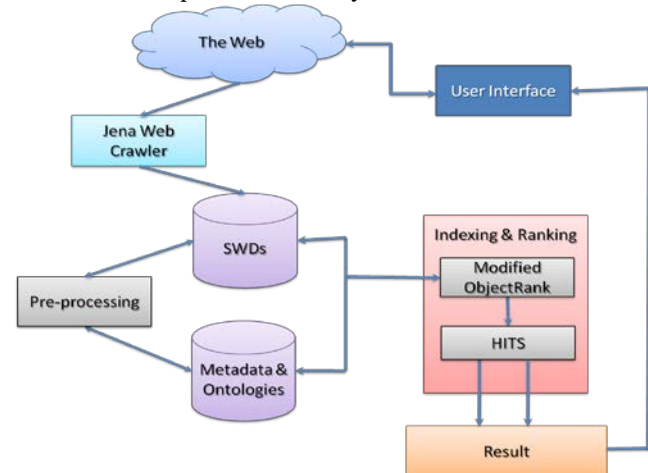 The Web
User Interface
Jena Web
Crawler
SWDs
Indexing & Ranking
Modified
ObjectRank
Pre-processing
HITS
Metadata &
Ontologies
Result